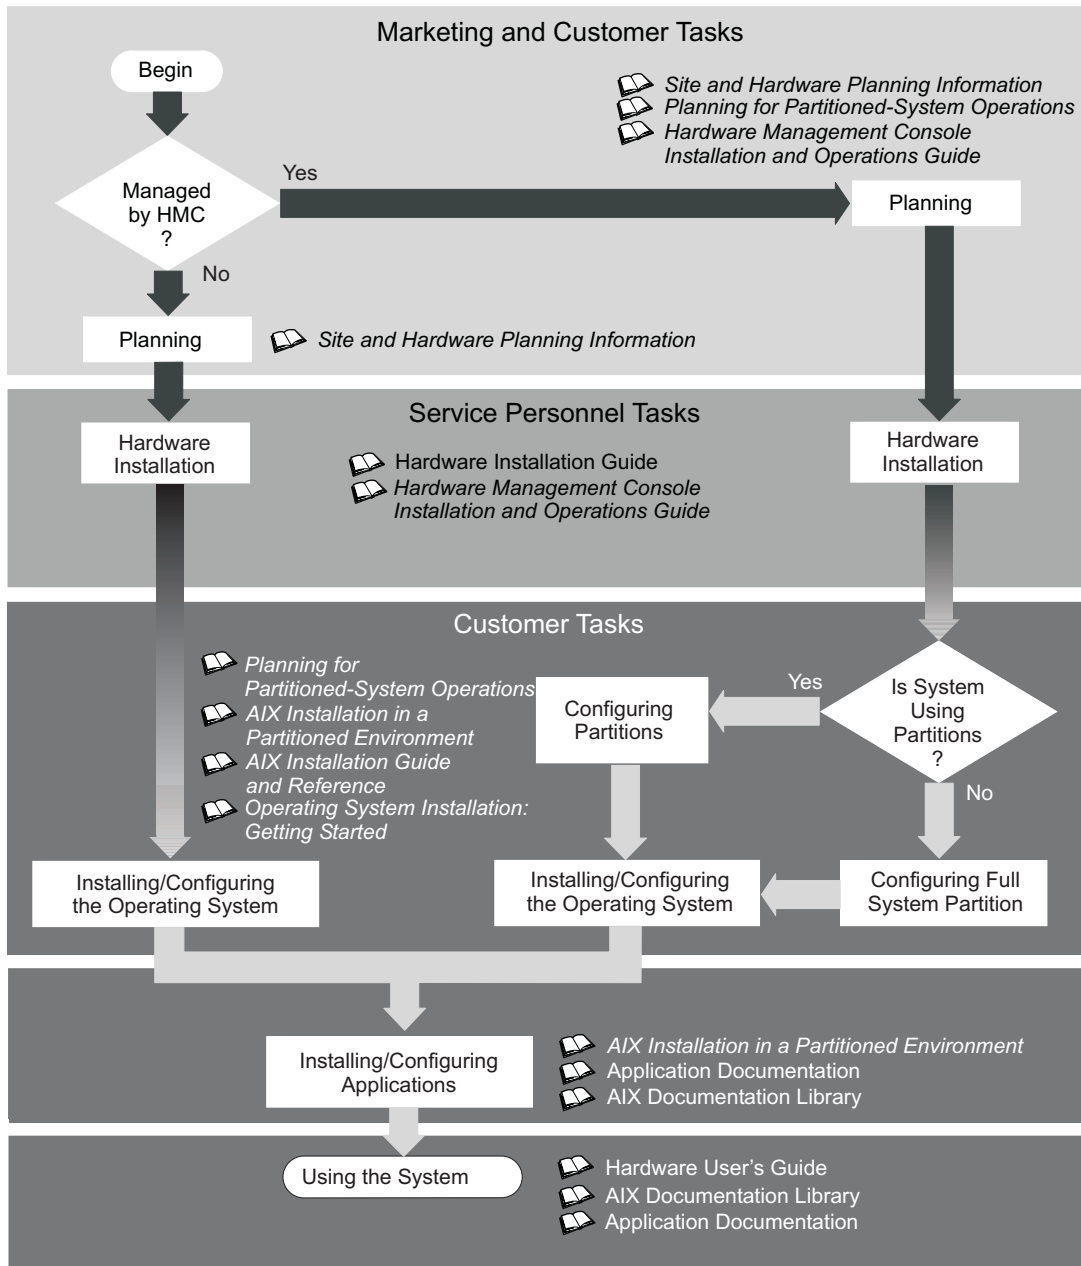 Marketing and Customer Tasks
Begin
Site and Hardware Planning Information
Planning for Partitioned-System Operations
Hardware Management Console
Installation and Operations Guide
Managed
by HMC
?
Yes
Planning
No
Planning
Site and Hardware Planning Information
Service Personnel Tasks
Hardware
Installation
Hardware Installation Guide
Hardware Management Console
Installation and Operations Guide
Hardware
Installation
Customer Tasks
Planning for
Partitioned-System Operations
AIX Installation in a
Partitioned Environment
AIX Installation Guide
and Reference
Operating System Installation:
Getting Started
Configuring
Partitions
Yes
Is System
Using
Partitions
?
No
Installing/Configuring
the Operating System
Installing/Configuring
the Operating System
Configuring Full
System Partition
Installing/Configuring
Applications
AIX Installation in a Partitioned Environment
Application Documentation
AIX Documentation Library
Using the System
Hardware User's Guide
AIX Documentation Library
Application Documentation